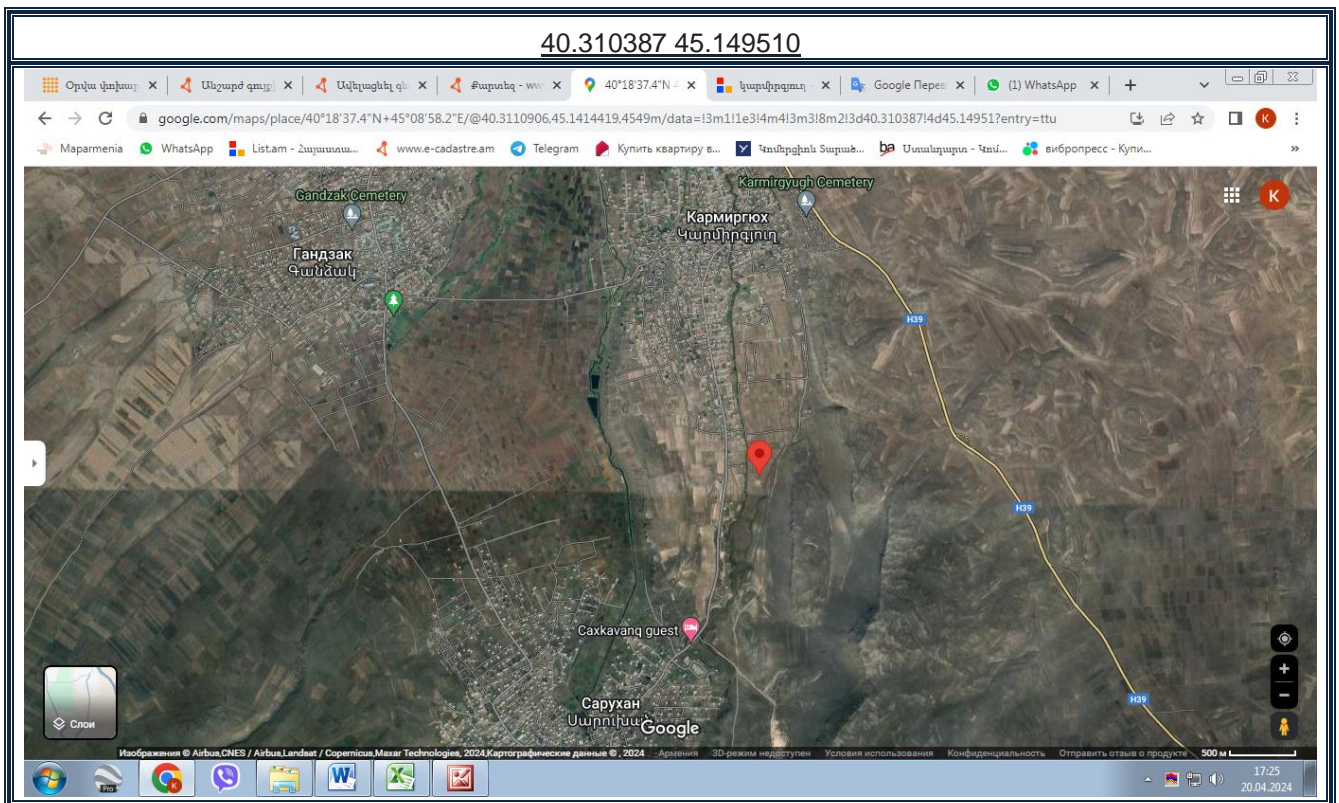 40.310387 45.149510
Օրվա փոխար
Անշարժ գույք
Ավելացնել գն
Քարտեզ - ww
40°18'37.4"N 4
կարմիրգյուղ -
Google Перев
(1) WhatsApp
google.com/maps/place/40°18'37.4"N+45°08'58.2"E/@40.3110906,45.1414419,4549m/data=!3m1!1e3!4m4!3m3!8m2!3d40.310387!4d45.14951?entry=ttu
K
Maparmenia
WhatsApp
List.am - Հայաստա...
www.e-cadastre.am
Telegram
Купить квартиру в...
Կոմերցիոն Տարած...
Ստանդարտ - Կոմ...
вибропресс - Купи...
»
Gandzak Cemetery
Karmirgyugh Cemetery
K
Кармиргюх
Կարմիրգյուղ
Гандзак
Գանձակ
H39
H39
Caxkavanq guest
H39
Сарухан
Սարուխան
Google
Слои
Изображения © Airbus,CNES / Airbus,Landsat / Copernicus,Maxar Technologies, 2024,Картографические данные © , 2024
Армения
3D-режим недоступен
Условия использования
Конфиденциальность
Отправить отзыв о продукте
500 м
Pro
17:25
20.04.2024